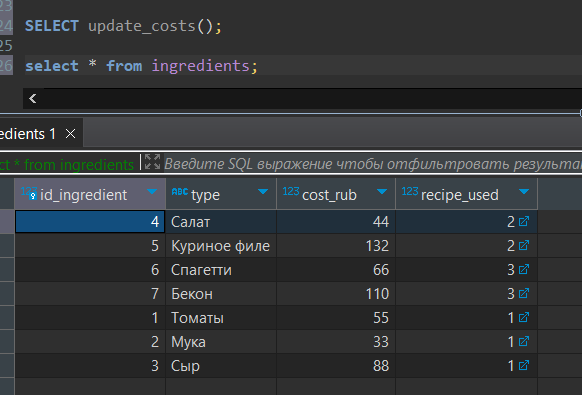 23
24 SELECT update_costs();
25
26 select * from ingredients;
edients 1
ct * from ingredients Введите SQL выражение чтобы отфильтровать результа
123 id_ingredient ABC type 123 cost_rub 123 recipe_used
4 Салат 44 2
5 Куриное филе 132 2
6 Спагетти 66 3
7 Бекон 110 3
1 Томаты 55 1
2 Мука 33 1
3 Сыр 88 1